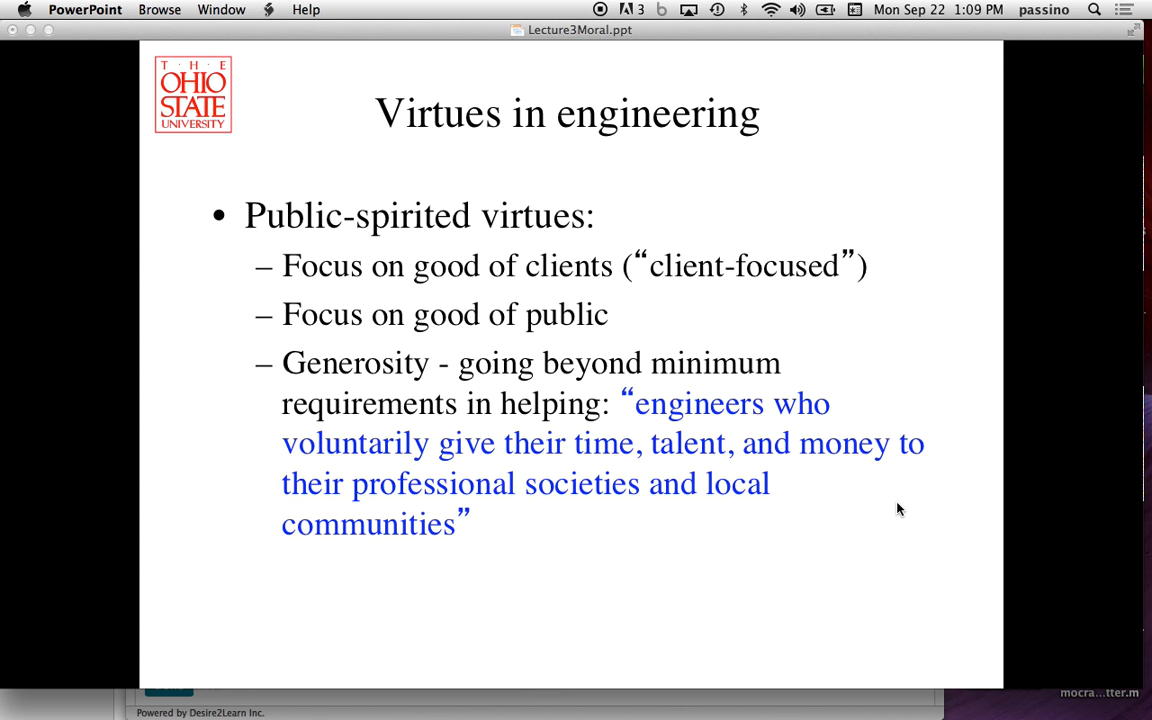 PowerPoint Browse Window Help 3 Mon Sep 22 1:09 PM passino
Lecture3Moral.ppt
T · H · E
OHIO
STATE
UNIVERSITY
Virtues in engineering
• Public-spirited virtues:
– Focus on good of clients (“client-focused”)
– Focus on good of public
– Generosity - going beyond minimum
requirements in helping: “engineers who
voluntarily give their time, talent, and money to
their professional societies and local
communities”
mocra...tter.m
Powered by Desire2Learn Inc.